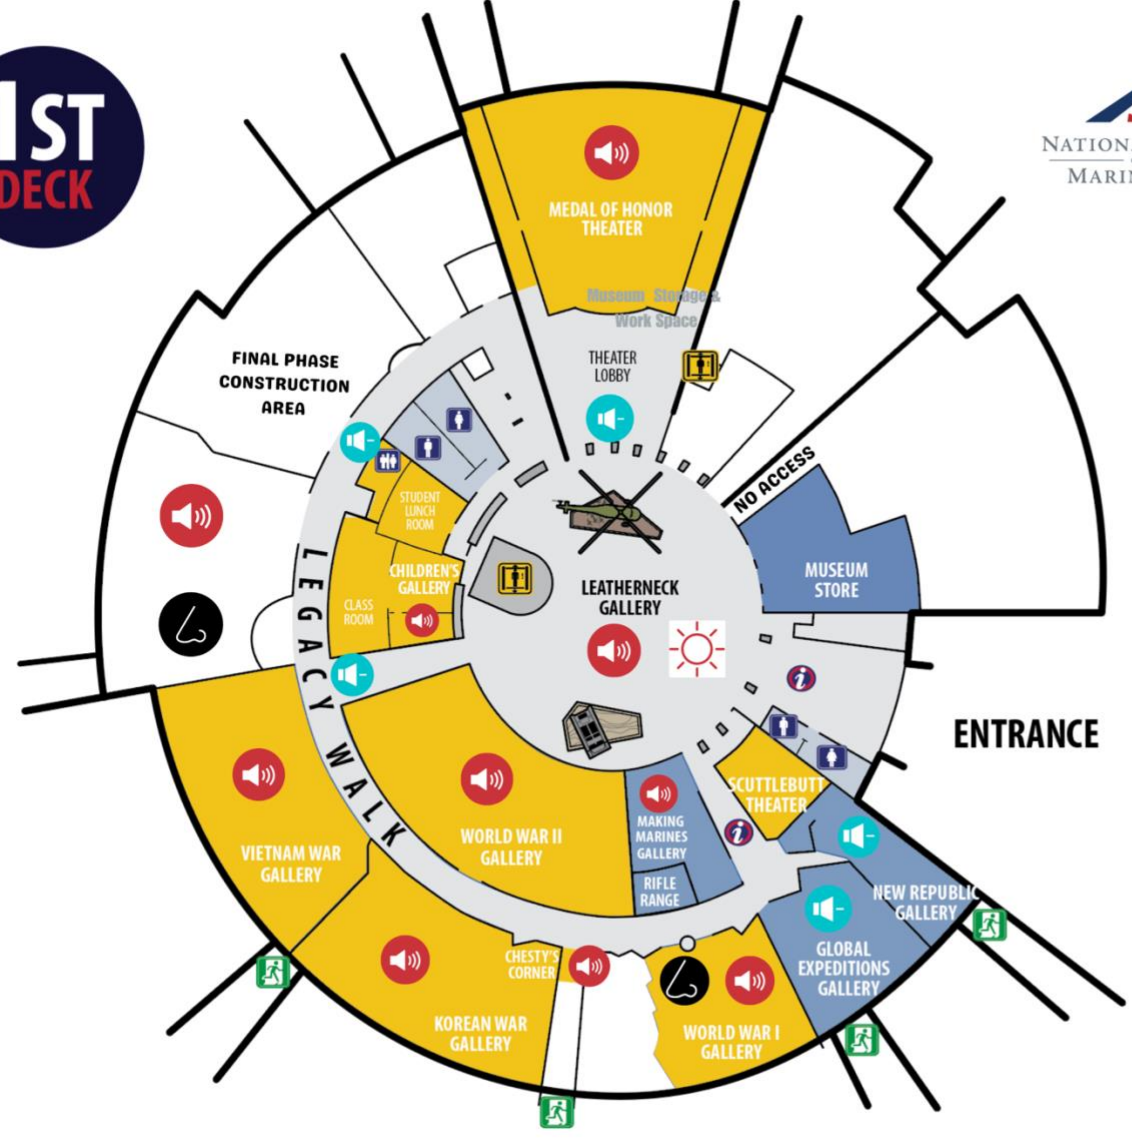 1ST
DECK
NATION
MARIN
MEDAL OF HONOR
THEATER
Museum Storage &
Work Space
THEATER
LOBBY
FINAL PHASE
CONSTRUCTION
AREA
NO ACCESS
STUDENT
LUNCH
ROOM
CHILDREN'S
GALLERY
CLASS
ROOM
LEATHERNECK
GALLERY
MUSEUM
STORE
LEGACY WALK
i
ENTRANCE
SCUTTLEBUTT
THEATER
i
WORLD WAR II
GALLERY
MAKING
MARINES
GALLERY
RIFLE
RANGE
VIETNAM WAR
GALLERY
NEW REPUBLIC
GALLERY
GLOBAL
EXPEDITIONS
GALLERY
CHESTY'S
CORNER
KOREAN WAR
GALLERY
WORLD WAR I
GALLERY